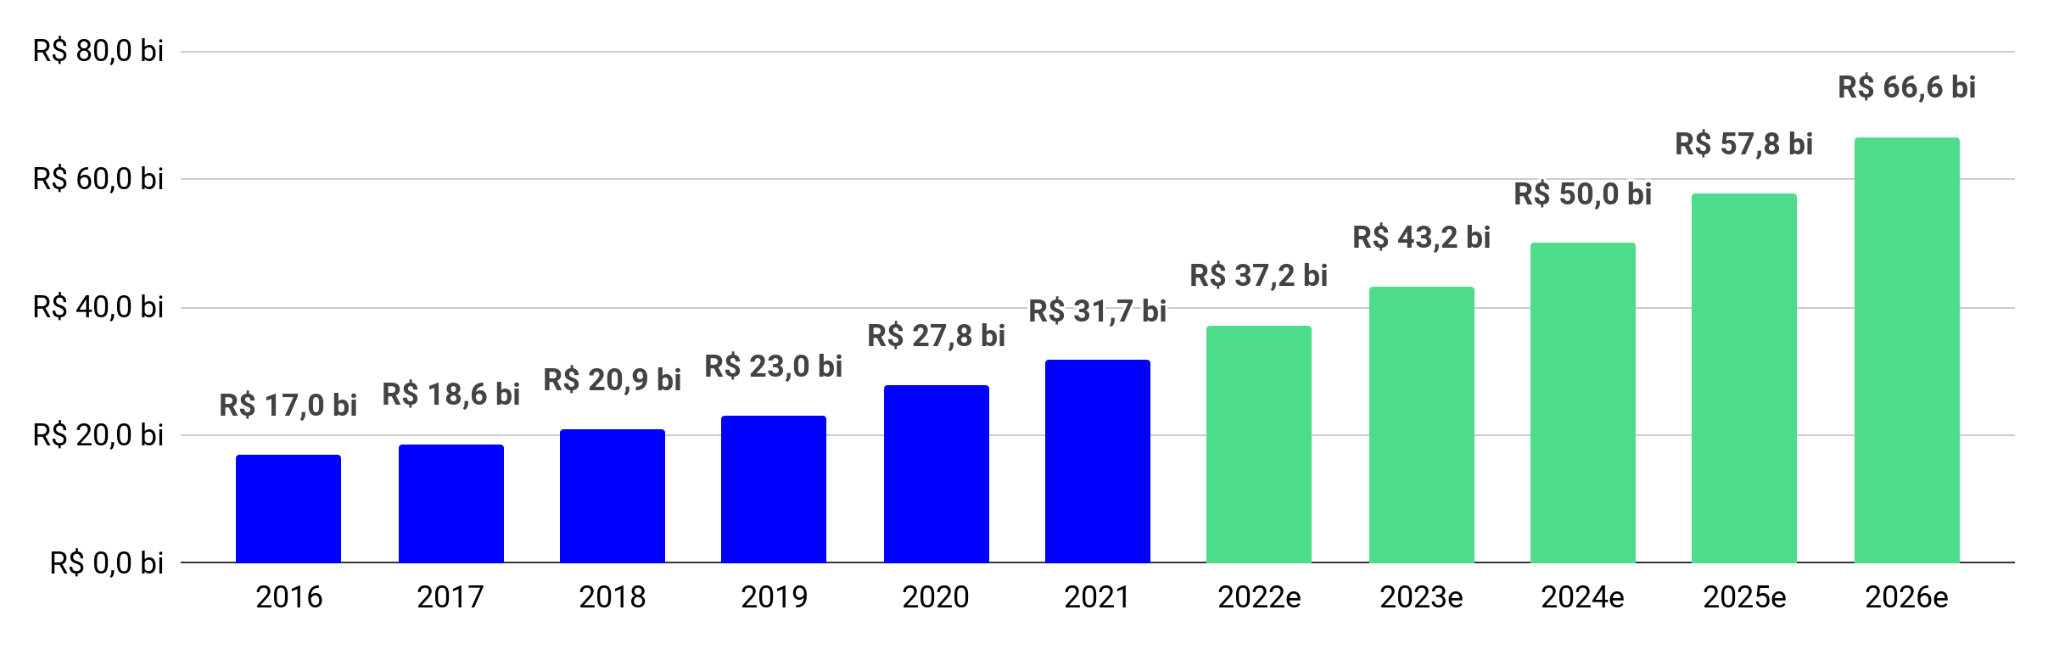 R$ 80,0 bi
R$ 60,0 bi
R$ 40,0 bi
R$ 20,0 bi
R$ 0,0 bi
R$ 17,0 bi
R$ 18,6 bi
R$ 20,9 bi
R$ 23,0 bi
R$ 27,8 bi
R$ 31,7 bi
R$ 37,2 bi
R$ 43,2 bi
R$ 50,0 bi
R$ 57,8 bi
R$ 66,6 bi
2016
2017
2018
2019
2020
2021
2022e
2023e
2024e
2025e
2026e